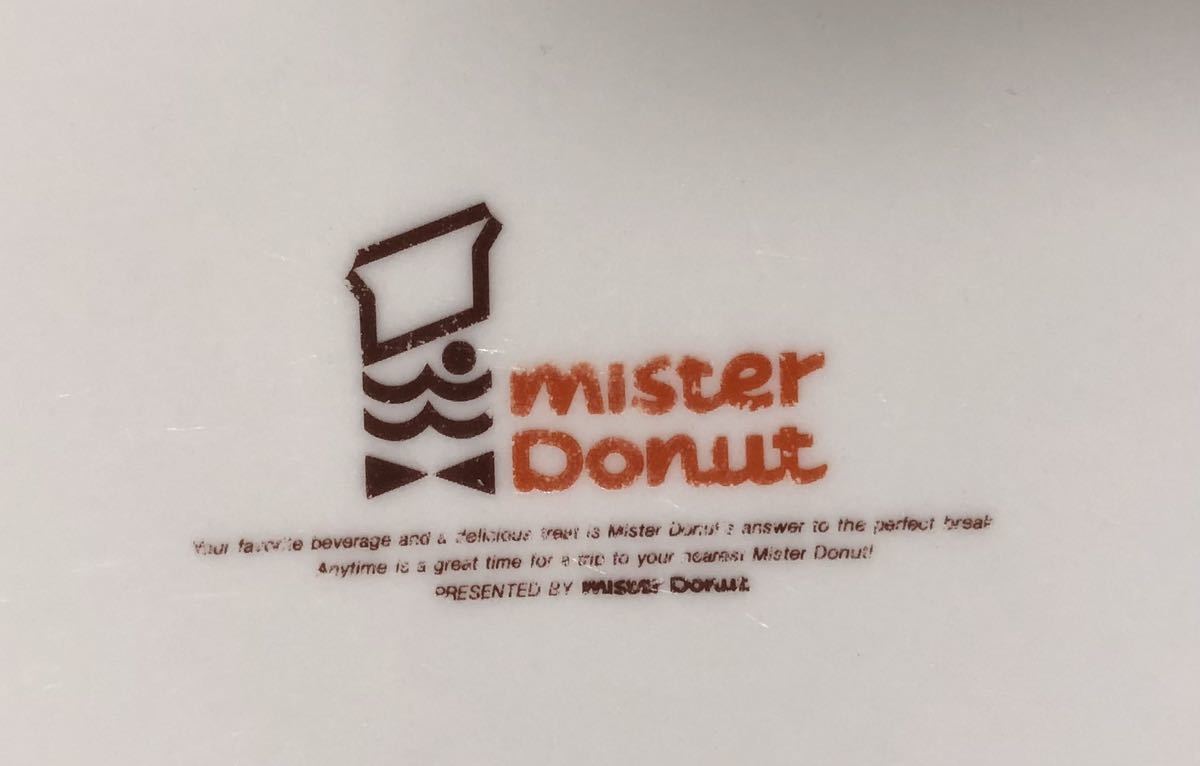 mister
Donut
Your favorite beverage and a delicious treat is Mister Donut's answer to the perfect break
Anytime is a great time for a trip to your nearest Mister Donut!
PRESENTED BY mister Donut